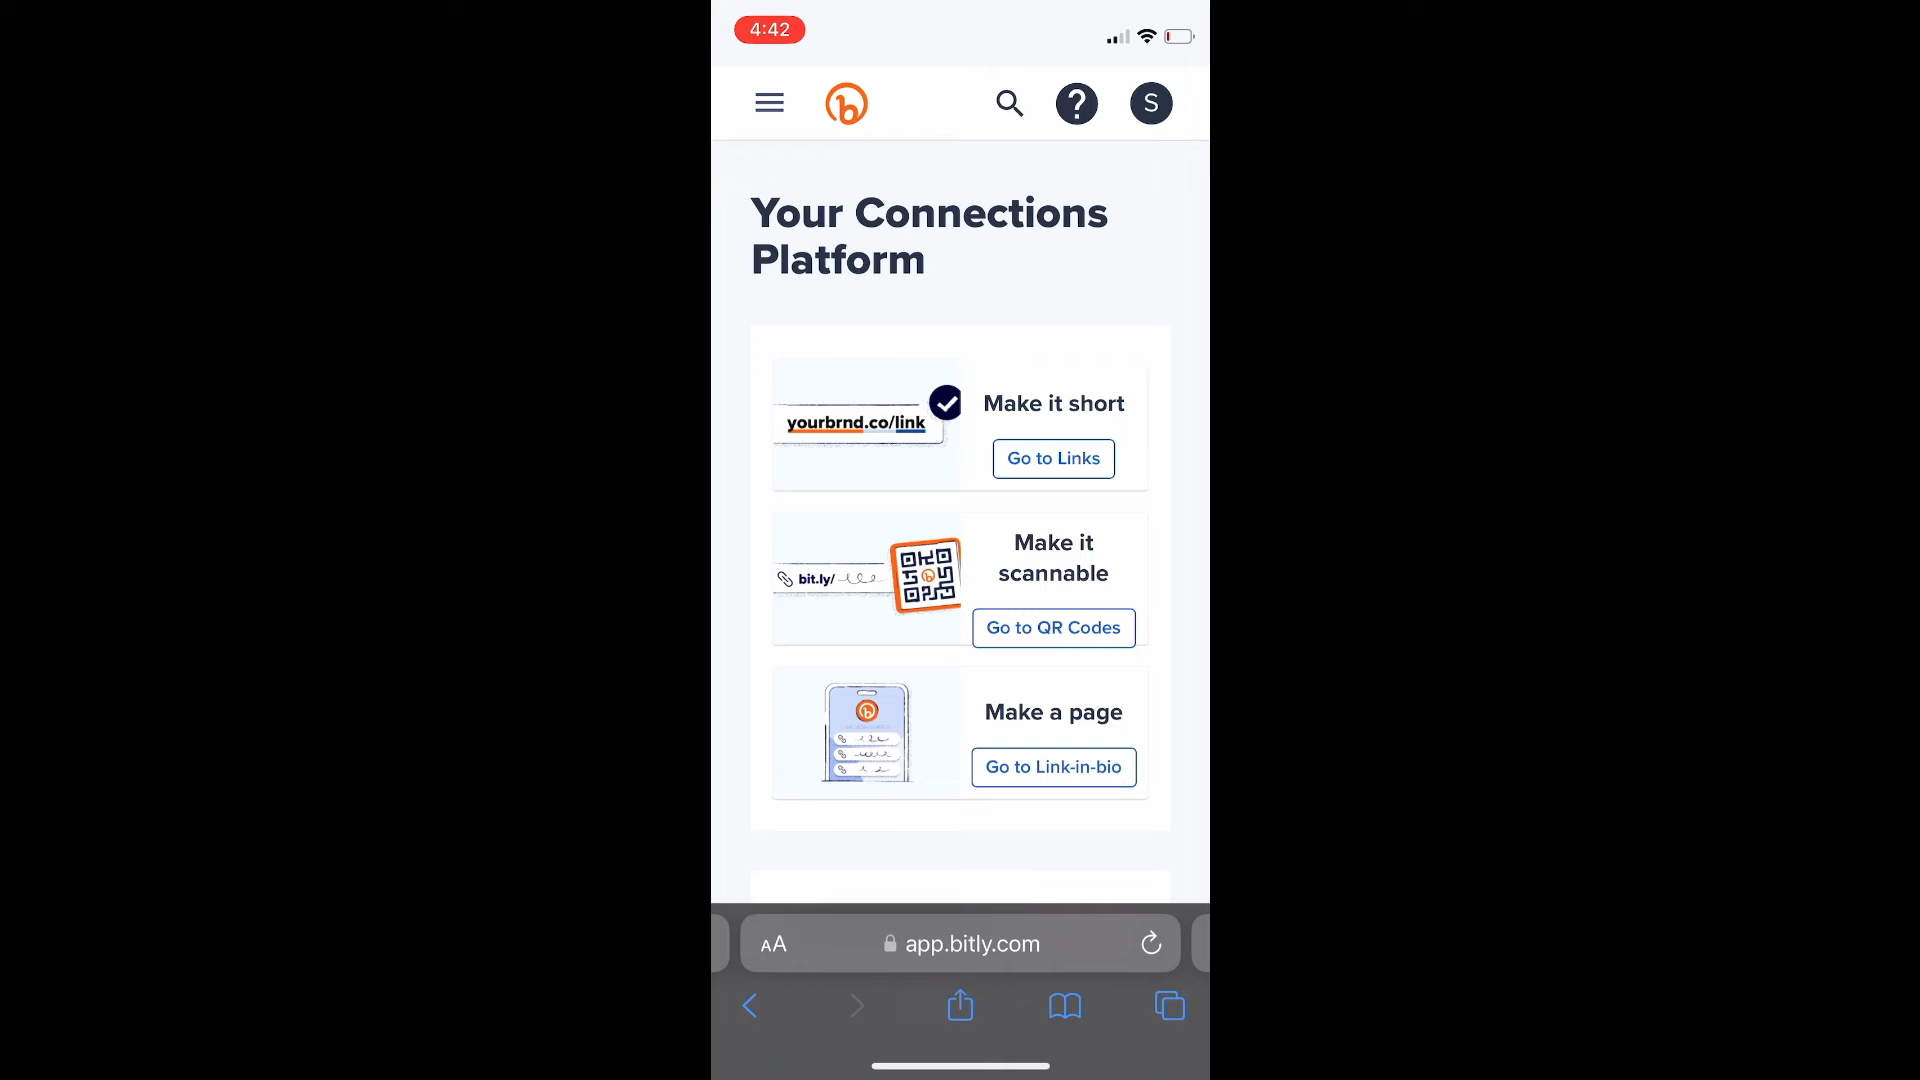 4:42
S
Your Connections
Platform
yourbrnd.co/link
Make it short
Go to Links
bit.ly/
Make it
scannable
Go to QR Codes
Make a page
Go to Link-in-bio
AA
app.bitly.com